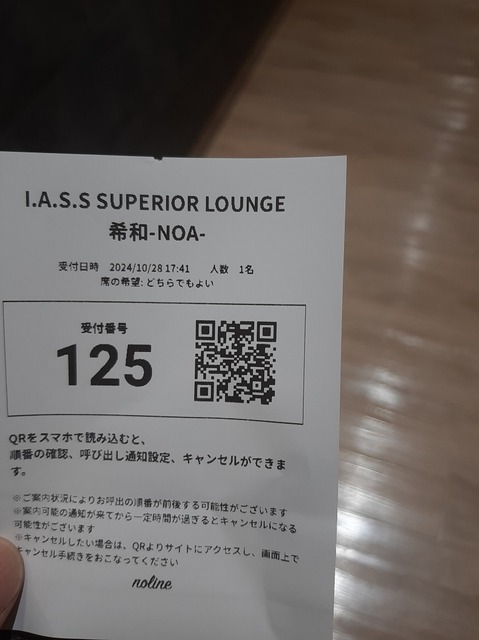 I.A.S.S SUPERIOR LOUNGE
希和-NOA-
受付日時 2024/10/28 17:41 人数 1名
席の希望: どちらでもよい
受付番号
125
QRをスマホで読み込むと、
順番の確認、呼び出し通知設定、キャンセルができま
す。
※ご案内状況によりお呼出の順番が前後する可能性がございます
※案内可能の通知が来てから一定時間が過ぎるとキャンセルになる
可能性がございます
※キャンセルしたい場合は、QRよりサイトにアクセスし、画面上で
キャンセル手続きをおこなってください
noline